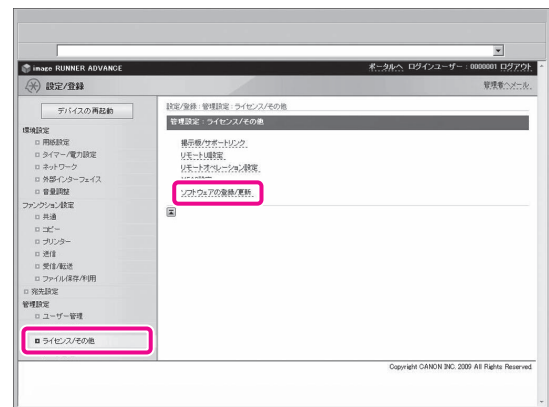 image RUNNER ADVANCE
ポータルへ ログインユーザー : 0000001 ログアウト
設定/登録
管理者へメール
デバイスの再起動
環境設定
用紙設定
タイマー/電力設定
ネットワーク
外部インターフェイス
音量調整
ファンクション設定
共通
コピー
プリンター
送信
受信/転送
ファイル保存/利用
宛先設定
管理設定
ユーザー管理
ライセンス/その他
設定/登録 : 管理設定 : ライセンス/その他
管理設定 : ライセンス/その他
掲示板/サポートリンク
リモートUI設定
リモートオペレーション設定
ソフトウェアの登録/更新
Copyright CANON INC. 2009 All Rights Reserved